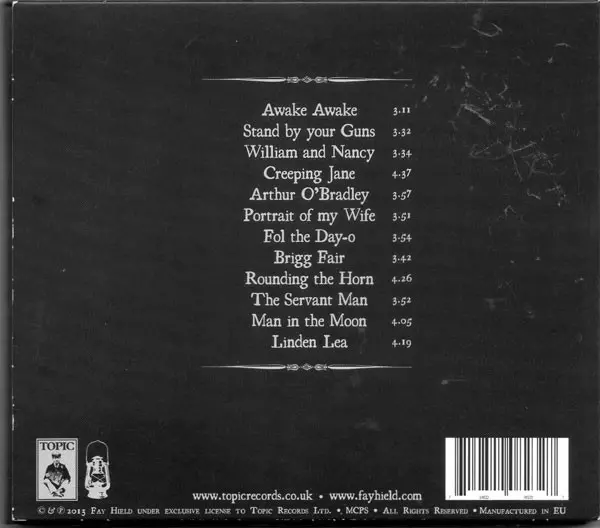 Awake Awake 3.11
Stand by your Guns 3.32
William and Nancy 3.34
Creeping Jane 4.37
Arthur O'Bradley 3.57
Portrait of my Wife 3.51
Fol the Day-o 3.54
Brigg Fair 3.42
Rounding the Horn 4.26
The Servant Man 3.52
Man in the Moon 4.05
Linden Lea 4.19
TOPIC
www.topicrecords.co.uk • www.fayhield.com
© & ℗ 2015 Fay Hield under exclusive license to Topic Records Ltd. • MCPS • All Rights Reserved • Manufactured in EU